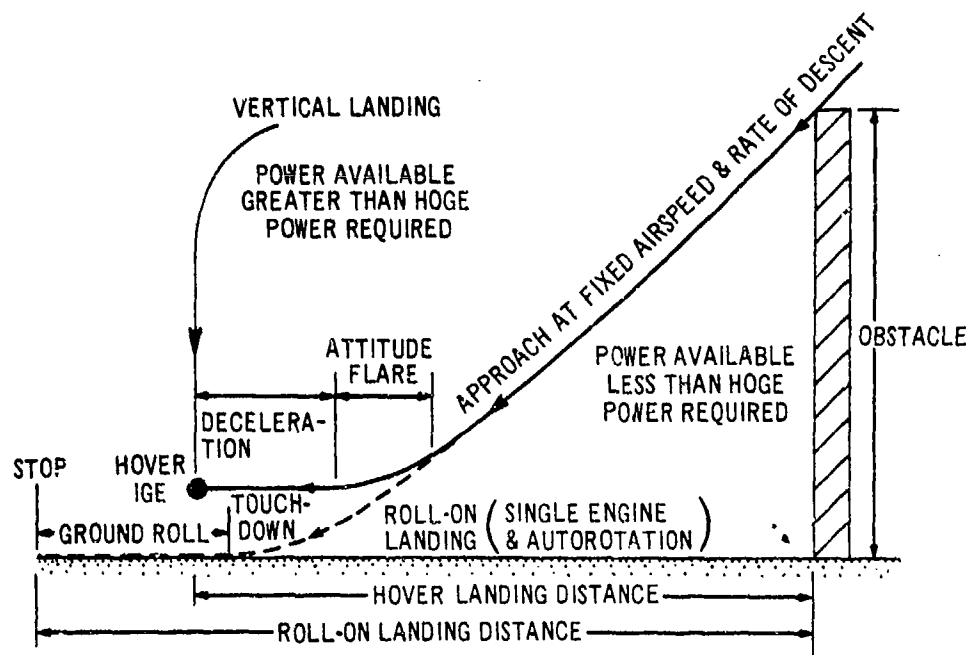 VERTICAL LANDING
POWER AVAILABLE
GREATER THAN HOGE
POWER REQUIRED
APPROACH AT FIXED AIRSPEED & RATE OF DESCENT
OBSTACLE
ATTITUDE
FLARE
POWER AVAILABLE
LESS THAN HOGE
POWER REQUIRED
DECELERA-
TION
STOP
HOVER
IGE
TOUCH-
DOWN
GROUND ROLL
ROLL-ON
LANDING
(SINGLE ENGINE
& AUTOROTATION)
HOVER LANDING DISTANCE
ROLL-ON LANDING DISTANCE